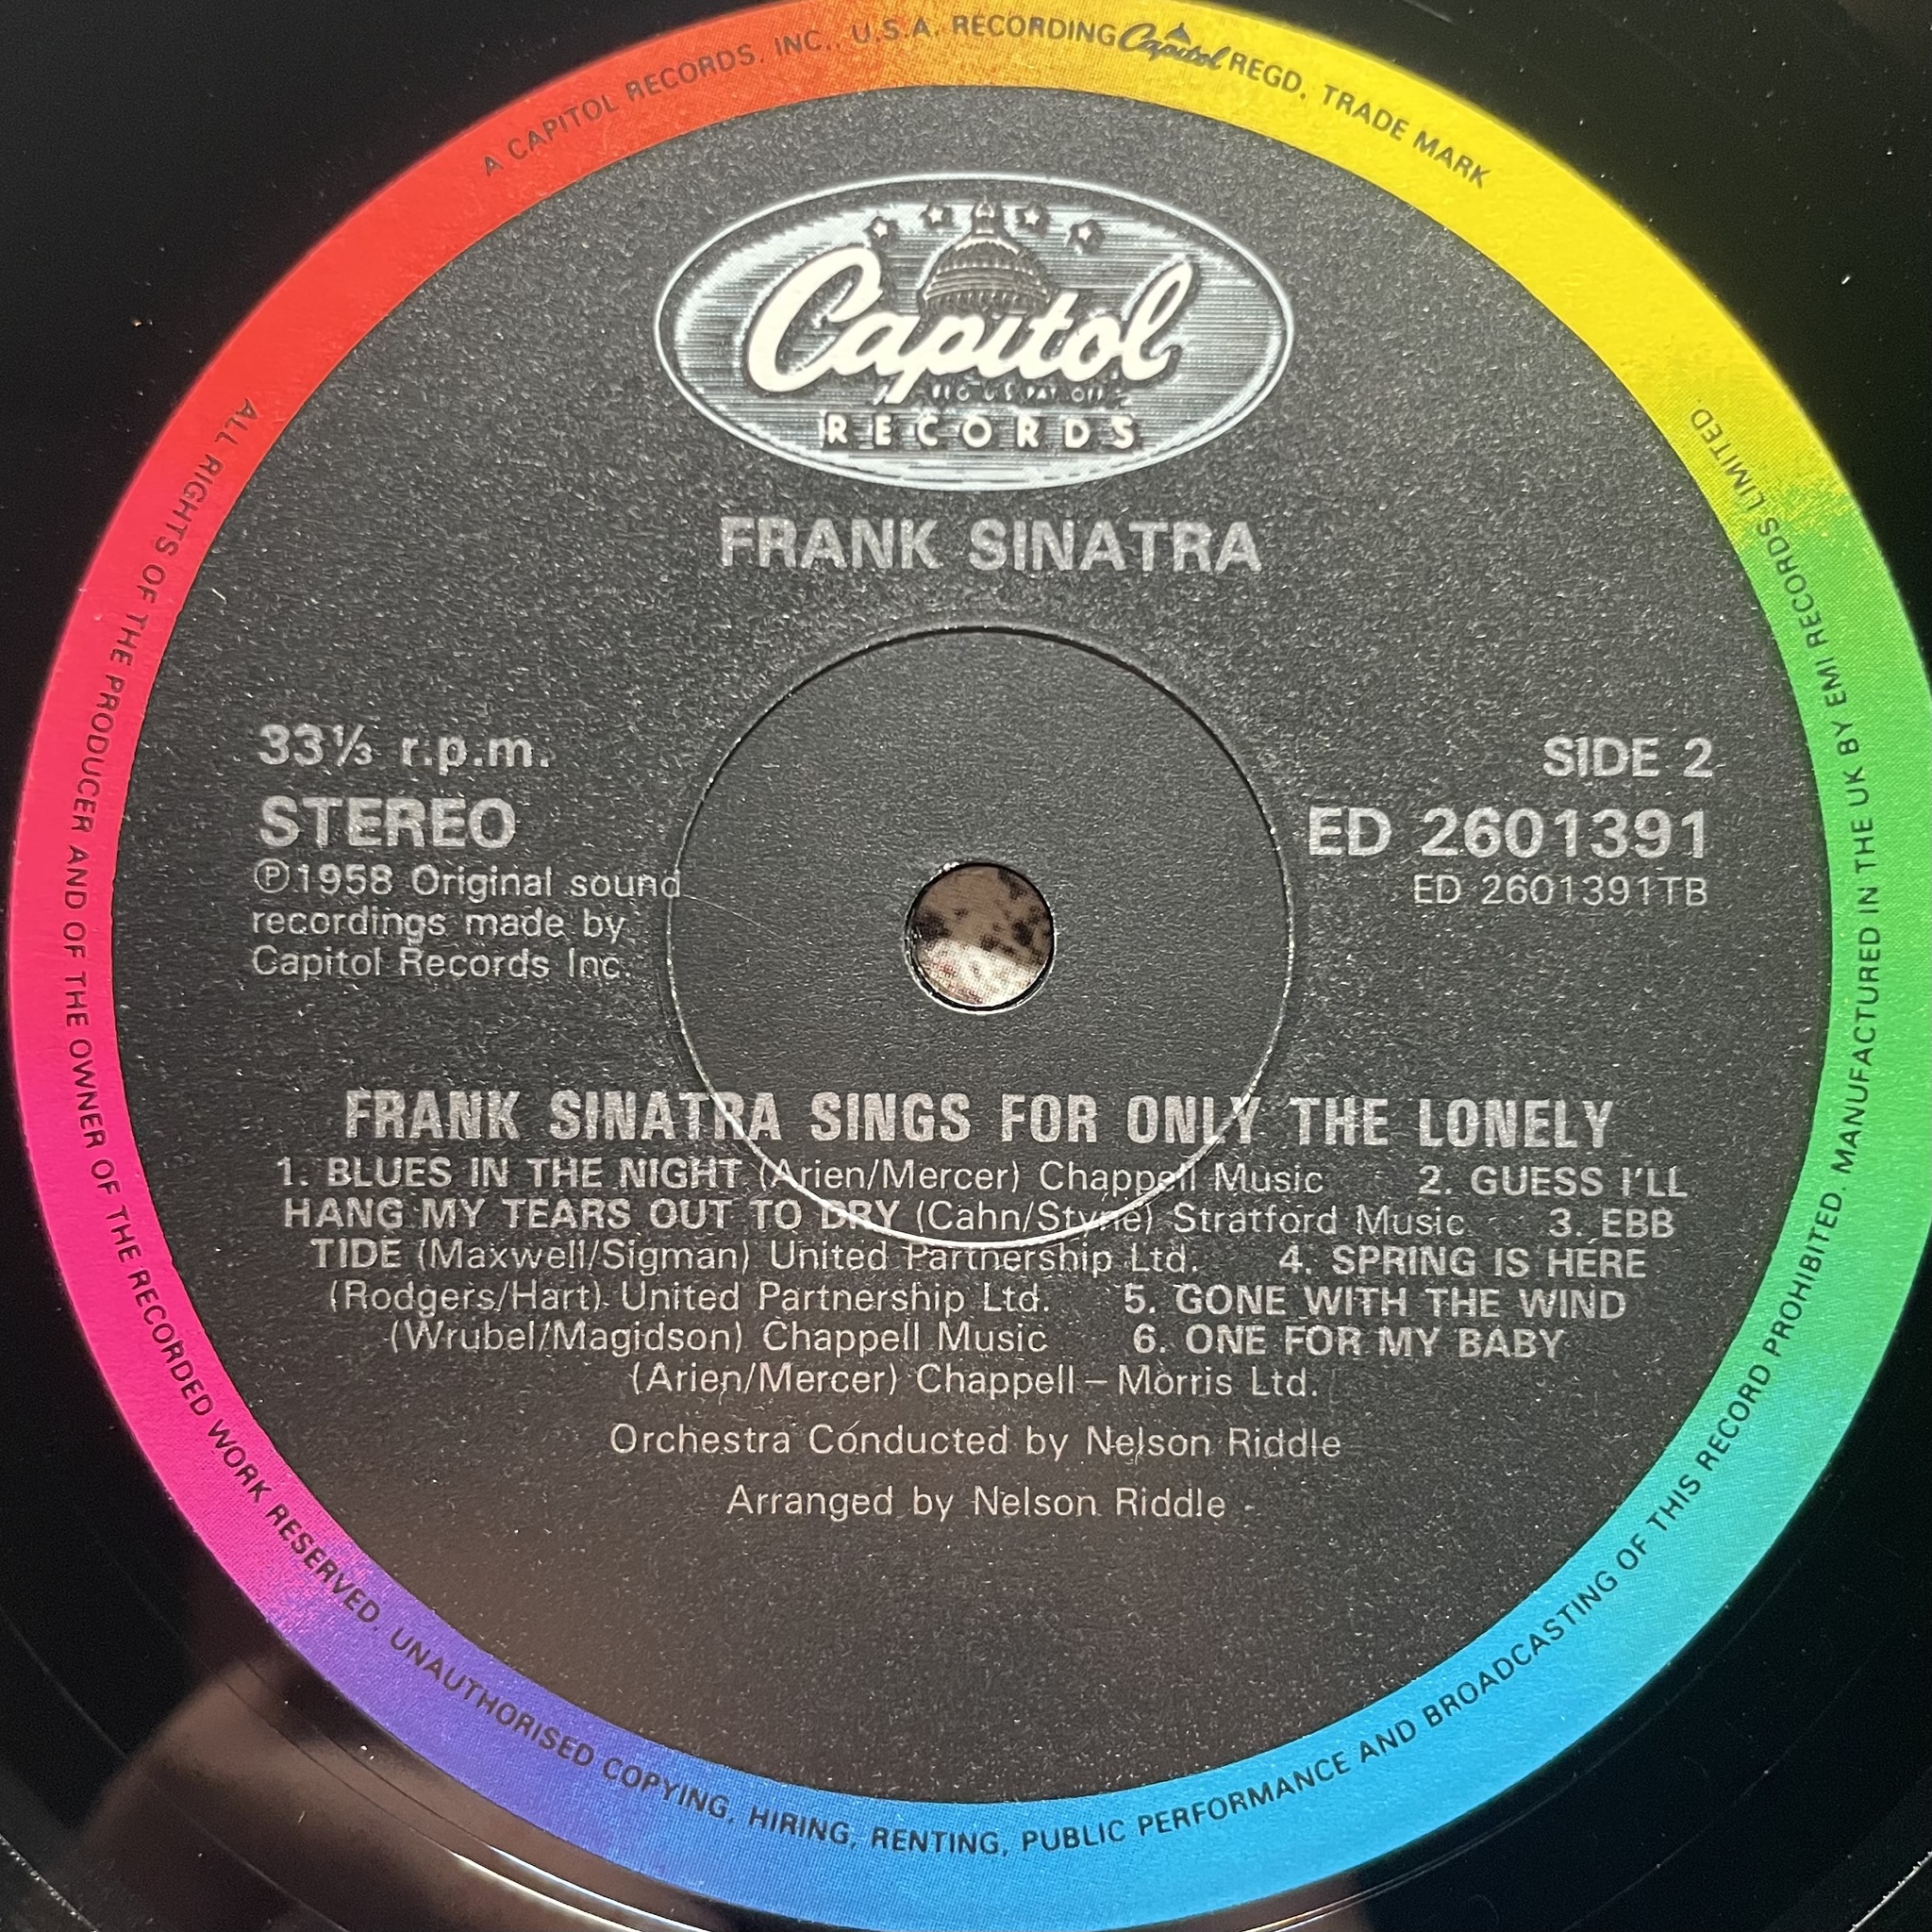 A CAPITOL RECORDS. INC.. U.S.A. RECORDING Capitol REGD. TRADE MARK
Capitol
REG. U.S. PAT. OFF.
RECORDS
FRANK SINATRA
33⅓ r.p.m.
STEREO
℗1958 Original sound
recordings made by
Capitol Records Inc.
SIDE 2
ED 2601391
ED 2601391TB
FRANK SINATRA SINGS FOR ONLY THE LONELY
1. BLUES IN THE NIGHT (Arien/Mercer) Chappell Music 2. GUESS I'LL
HANG MY TEARS OUT TO DRY (Cahn/Styne) Stratford Music 3. EBB
TIDE (Maxwell/Sigman) United Partnership Ltd. 4. SPRING IS HERE
(Rodgers/Hart) United Partnership Ltd. 5. GONE WITH THE WIND
(Wrubel/Magidson) Chappell Music 6. ONE FOR MY BABY
(Arien/Mercer) Chappell – Morris Ltd.
Orchestra Conducted by Nelson Riddle
Arranged by Nelson Riddle
ALL RIGHTS OF THE PRODUCER AND OF THE OWNER OF THE RECORDED WORK RESERVED. UNAUTHORISED COPYING, HIRING, RENTING, PUBLIC PERFORMANCE AND BROADCASTING OF THIS RECORD PROHIBITED. MANUFACTURED IN THE UK BY EMI RECORDS LIMITED.